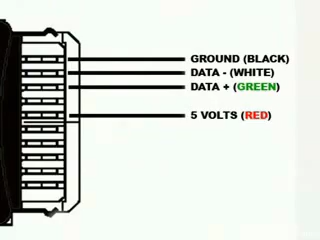 GROUND (BLACK)
DATA - (WHITE)
DATA + (GREEN)
5 VOLTS (RED)